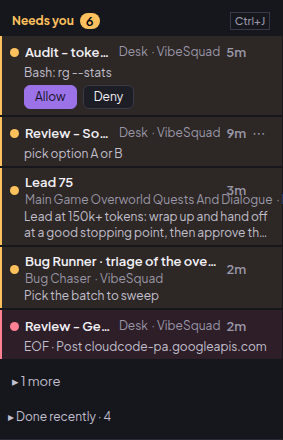 Needs you 6 Ctrl+J
Audit – toke… Desk · VibeSquad 5m
Bash: rg --stats
Allow Deny
Review – So… Desk · VibeSquad 9m ···
pick option A or B
Lead 75
3m
Main Game Overworld Quests And Dialogue ·
Lead at 150k+ tokens: wrap up and hand off
at a good stopping point, then approve th…
Bug Runner · triage of the ove… 2m
Bug Chaser · VibeSquad
Pick the batch to sweep
Review – Ge… Desk · VibeSquad 2m
EOF · Post cloudcode-pa.googleapis.com
▸ 1 more
▸ Done recently · 4